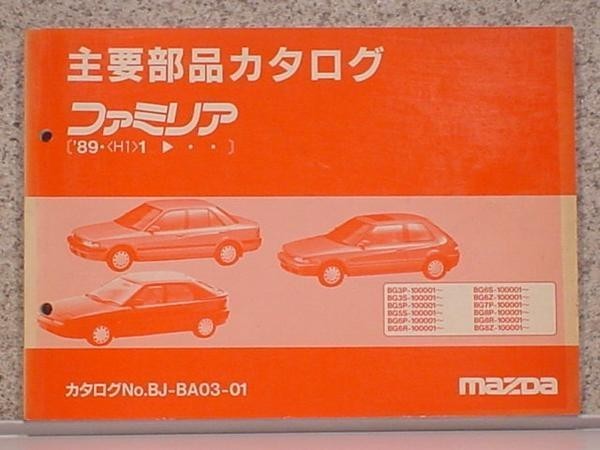 主要部品カタログ
ファミリア
['89・<H1>1 ▶ ・・]
BG3P-100001～ BG6S-100001～
BG3S-100001～ BG6Z-100001～
BG5P-100001～ BG7P-100001～
BG5S-100001～ BG8P-100001～
BG6P-100001～ BG8R-100001～
BG6R-100001～ BG8Z-100001～
カタログNo.BJ-BA03-01
mazda